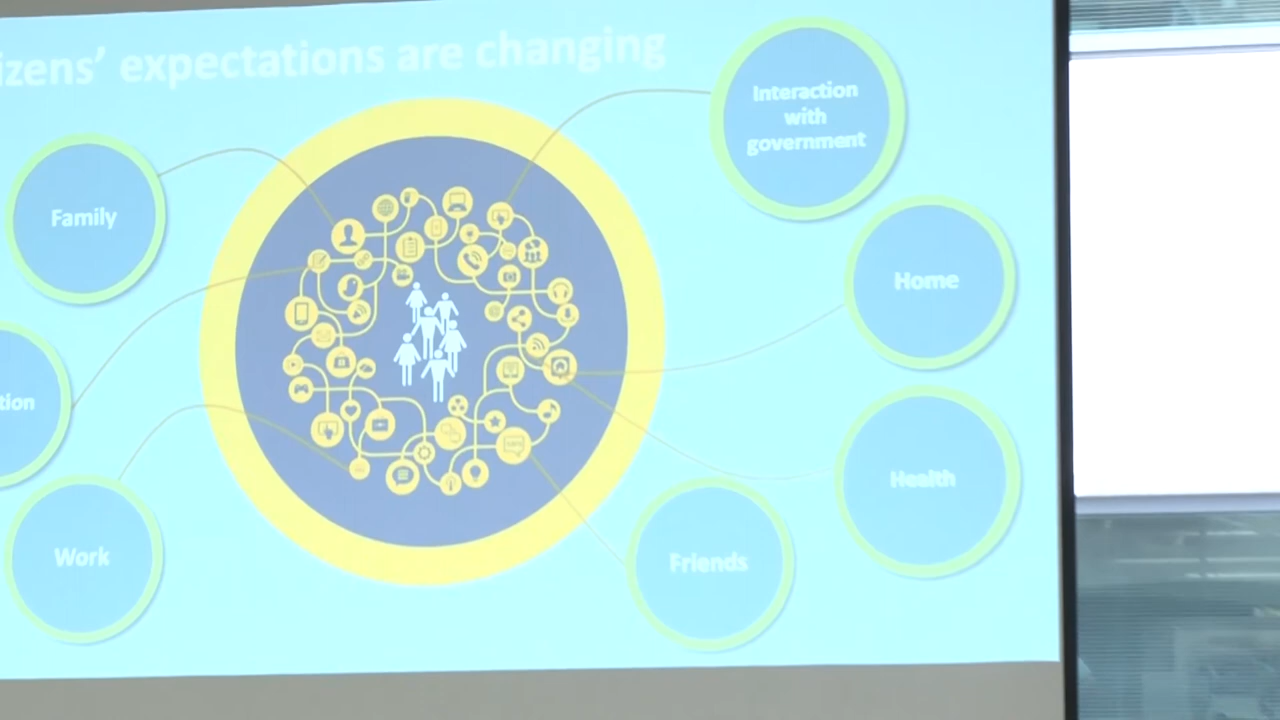 izens' expectations are changing
Interaction
with
government
Family
Home
tion
Health
Work
Friends